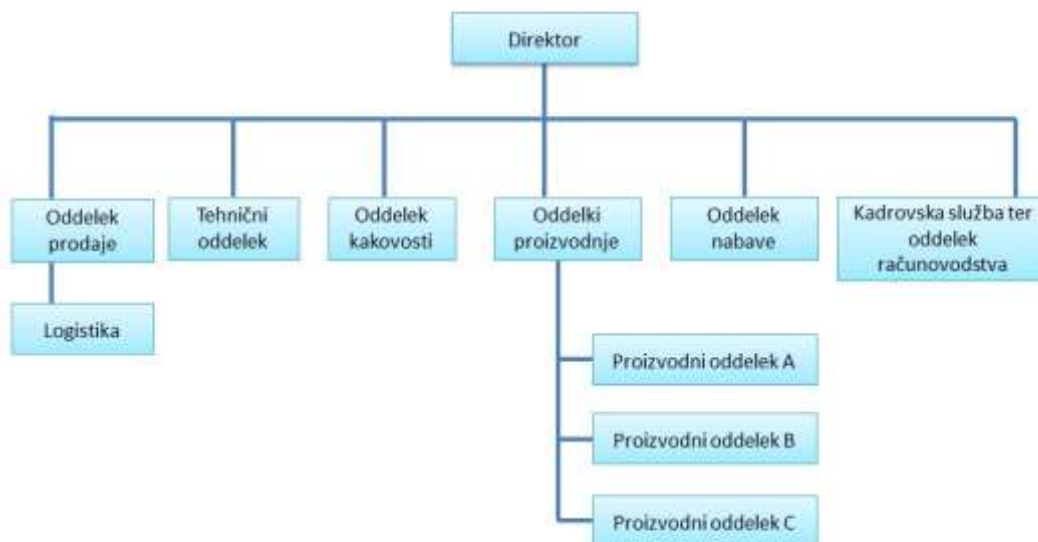 Direktor
Oddelek
prodaje
Tehnični
oddelek
Oddelek
kakovosti
Oddelki
proizvodnje
Oddelek
nabave
Kadrovska služba ter
oddelek
računovodstva
Logistika
Proizvodni oddelek A
Proizvodni oddelek B
Proizvodni oddelek C